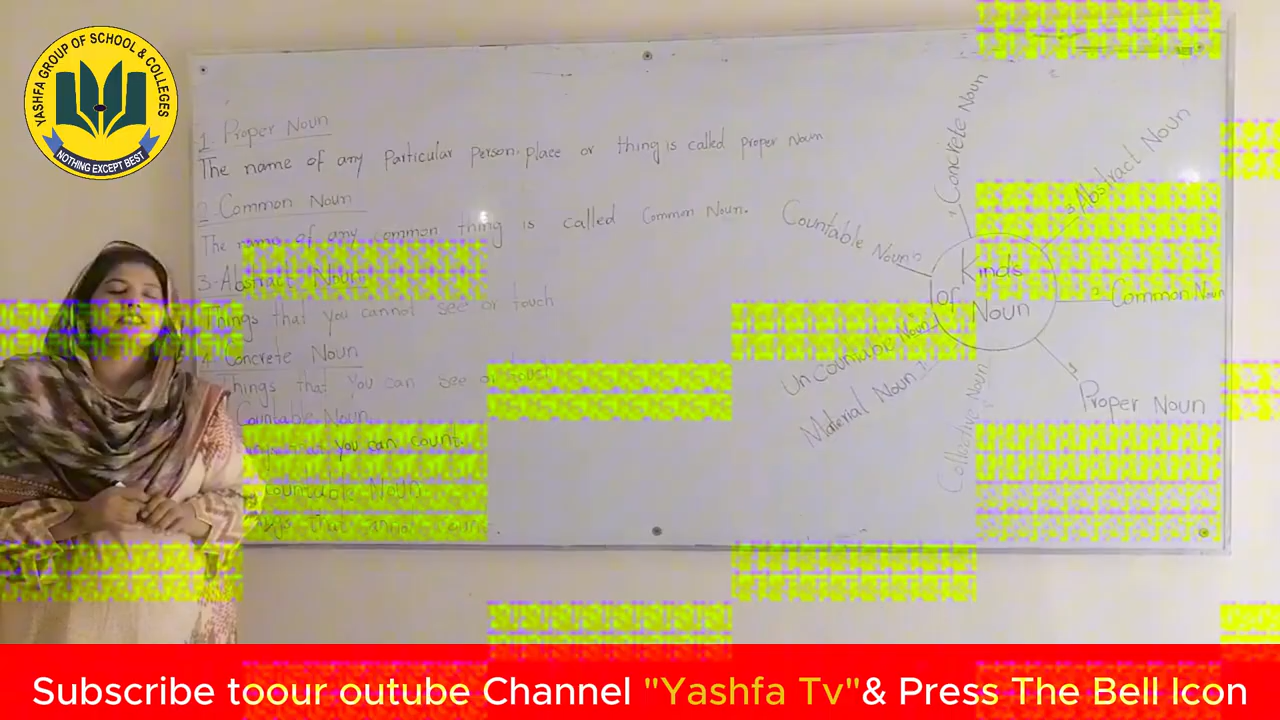 YASHFA GROUP OF SCHOOL & COLLEGES
NOTHING EXCEPT BEST
1. Proper Noun
The name of any particular person, place or thing is called proper Noun
2. Common Noun
The name of any common thing is called Common Noun.
3. Abstract Noun
Things that you cannot see or touch
4. Concrete Noun
Things that you can see or touch
Countable Noun
you can count.
Countable Noun
that
Concrete Noun
Abstract Noun
Countable Noun
Kinds
of
Noun
Common Noun
UnCountable Noun
Material Noun
Collective Noun
Proper Noun
Subscribe toour outube Channel "Yashfa Tv"& Press The Bell Icon